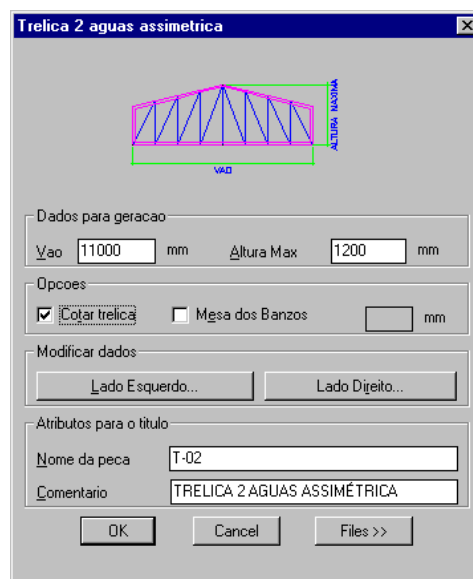 Trelica 2 aguas assimetrica
ALTURA MAXIMA
VAO
Dados para geracao
Vao 11000 mm Altura Max 1200 mm
Opcoes
Cotar trelica Mesa dos Banzos mm
Modificar dados
Lado Esquerdo... Lado Direito...
Atributos para o titulo
Nome da peca T-02
Comentario TRELICA 2 AGUAS ASSIMÉTRICA
OK Cancel Files >>